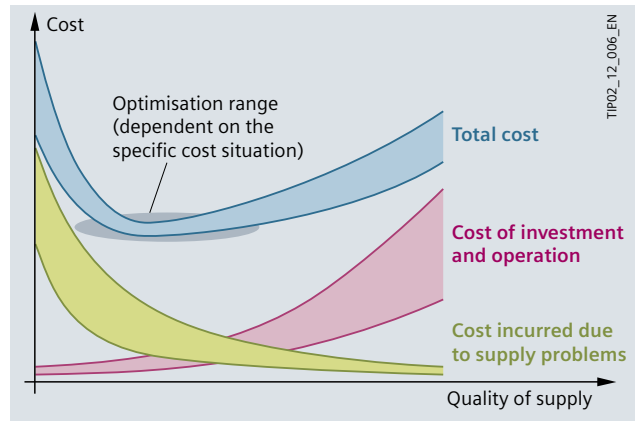 Cost
TIP02_12_006_EN
Optimisation range
(dependent on the
specific cost situation)
Total cost
Cost of investment
and operation
Cost incurred due
to supply problems
Quality of supply